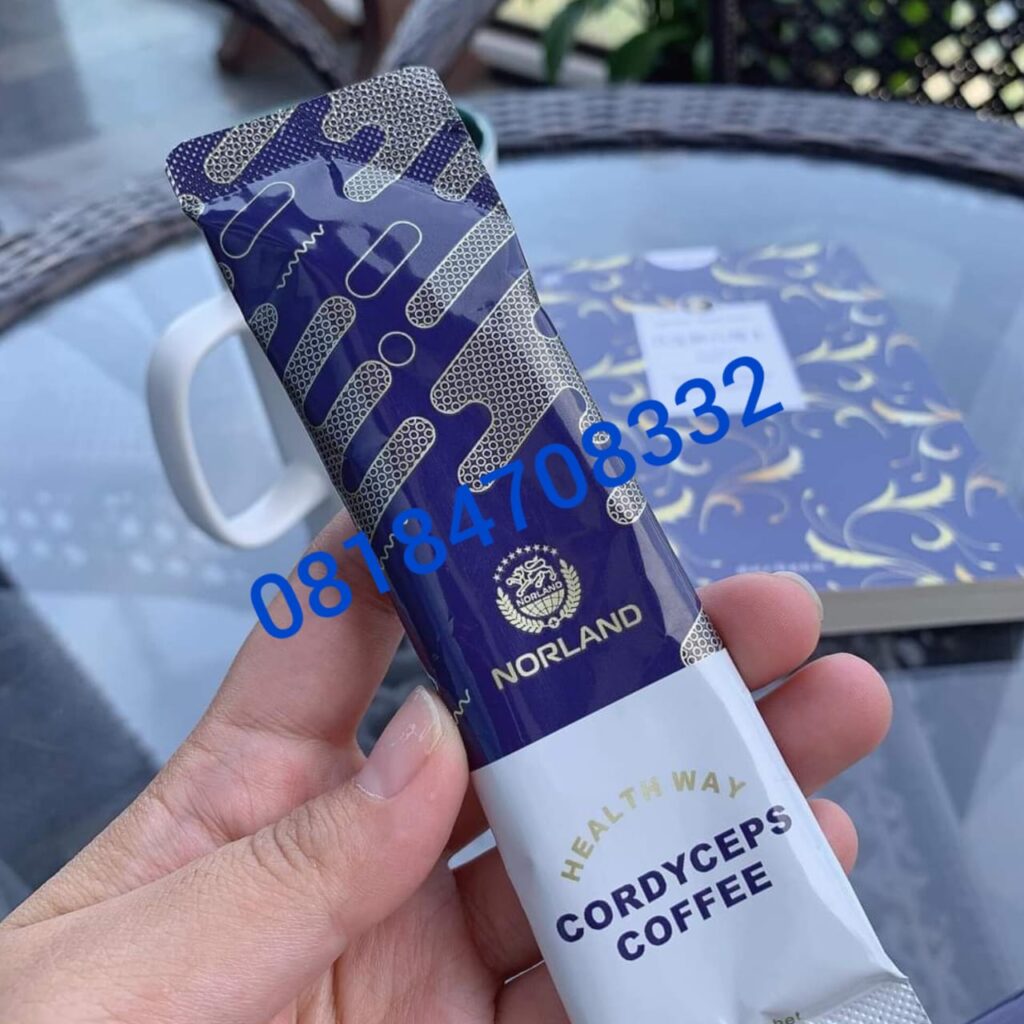 08184708332
NORLAND
NORLAND
HEALTH WAY
CORDYCEPS
COFFEE